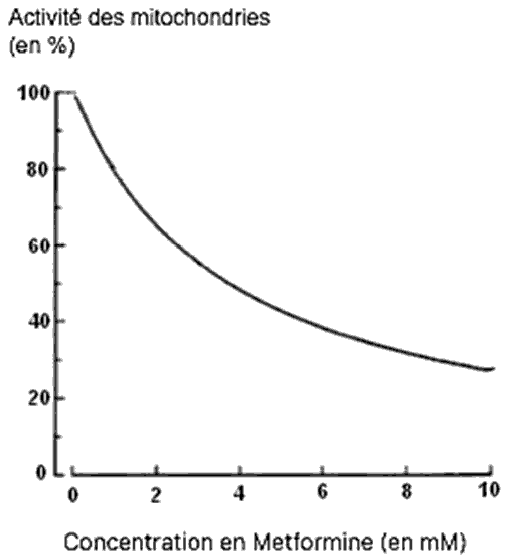 Activité des mitochondries
(en %)
100
80
60
40
20
0
0 2 4 6 8 10
Concentration en Metformine (en mM)